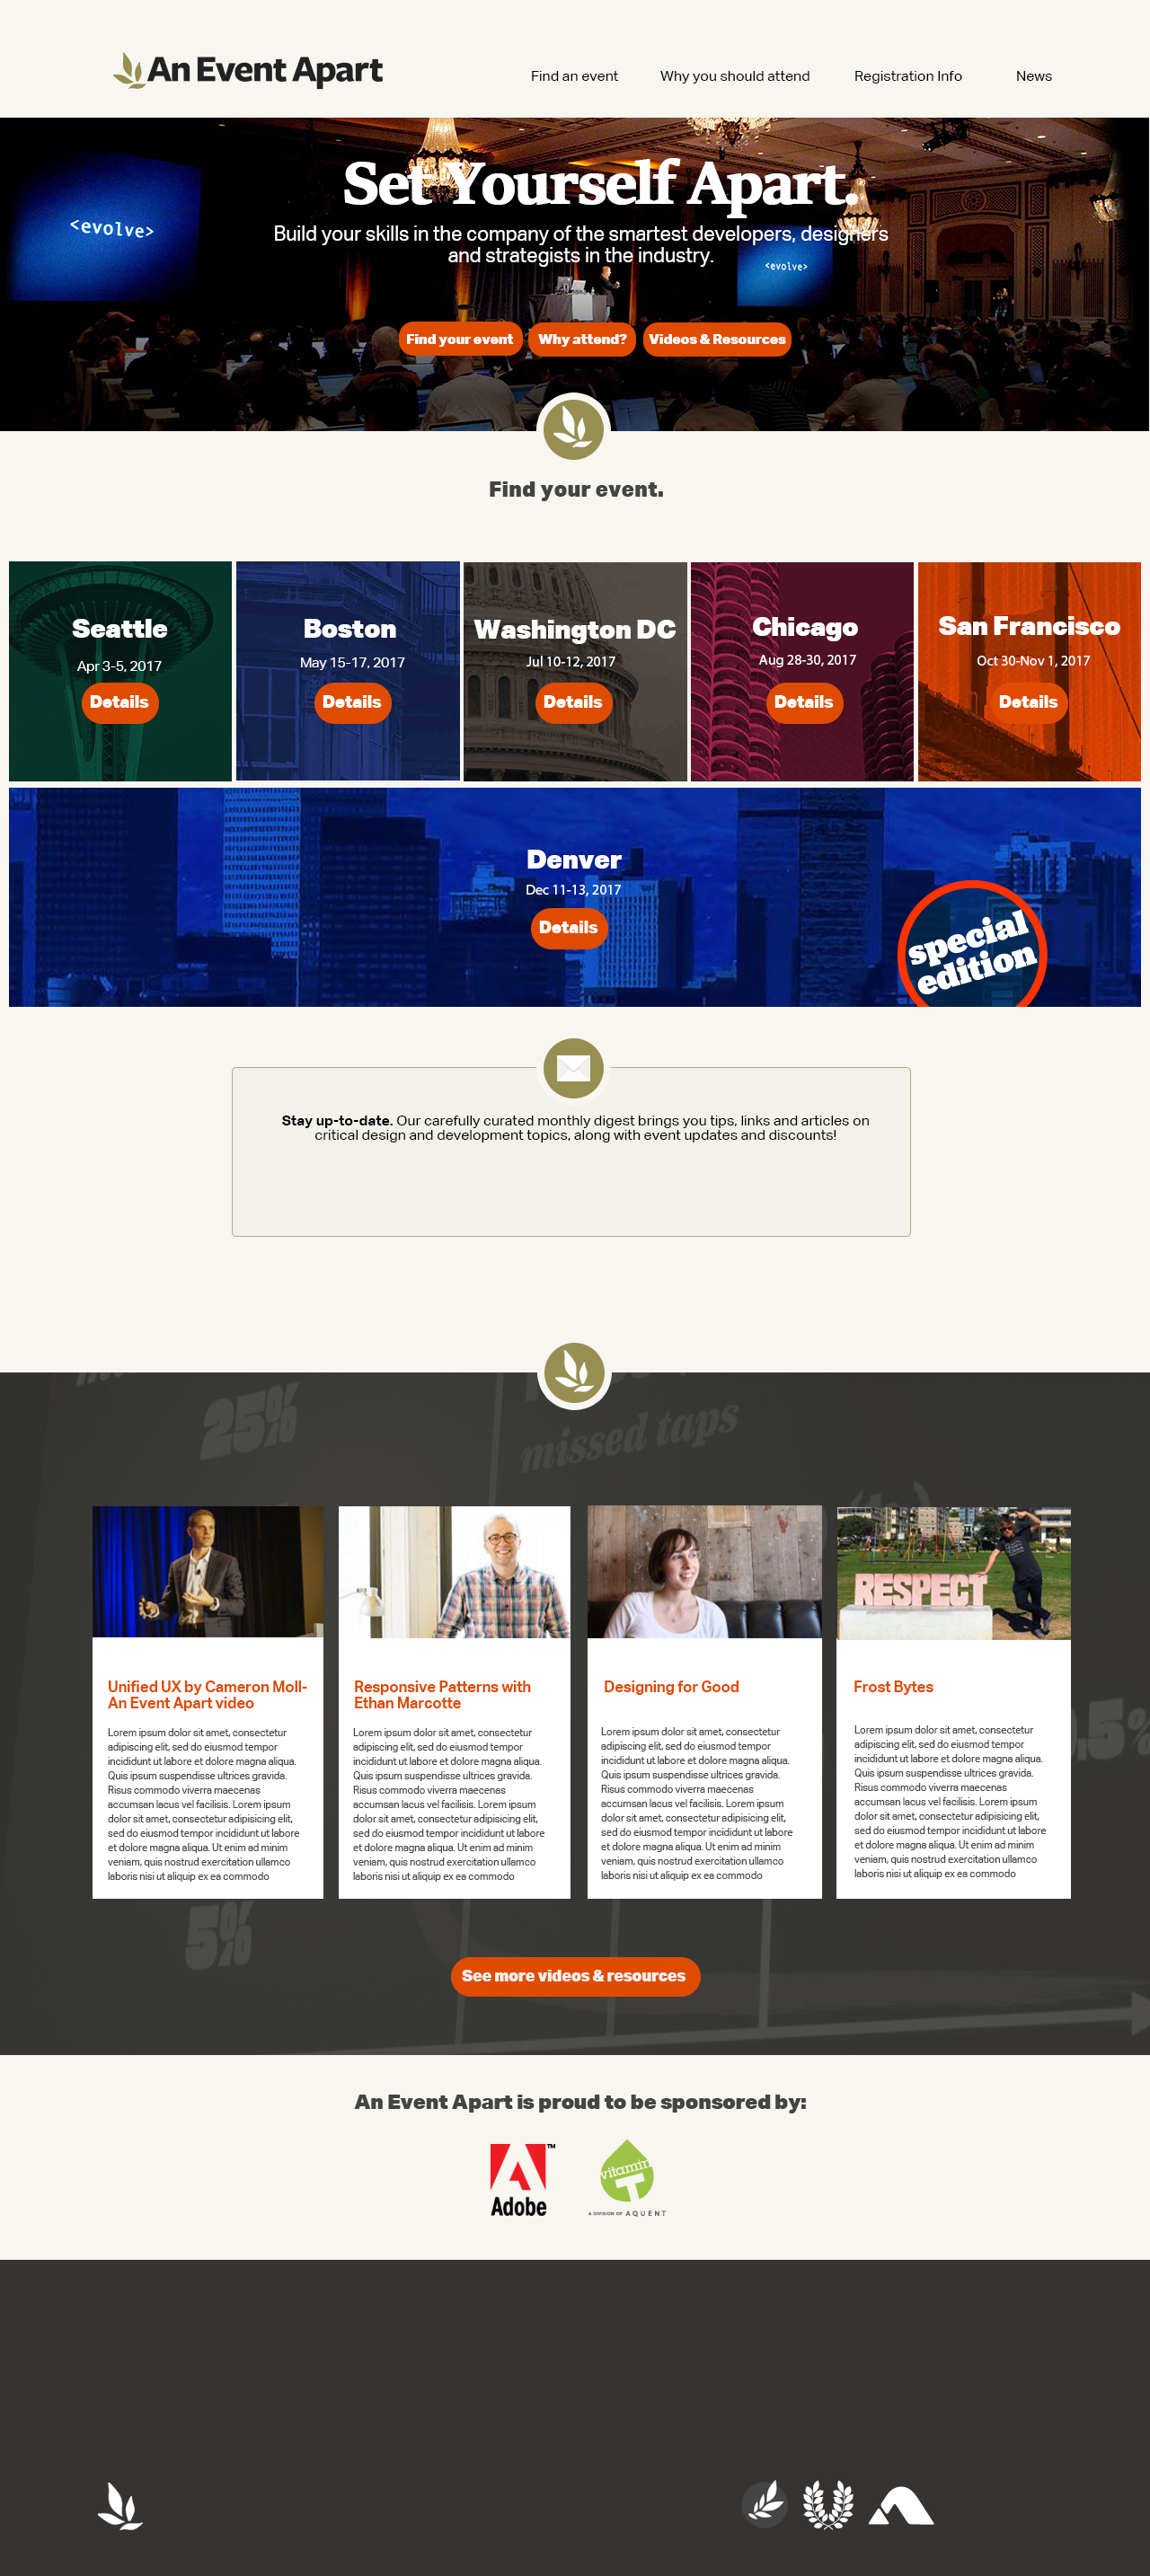 An Event Apart
Find an event
Why you should attend
Registration Info
News
Set Yourself Apart.
<evolve>
Build your skills in the company of the smartest developers, designers
and strategists in the industry.
<evolve>
Find your event
Why attend?
Videos & Resources
Find your event.
Seattle
Apr 3-5, 2017
Details
Boston
May 15-17, 2017
Details
Washington DC
Jul 10-12, 2017
Details
Chicago
Aug 28-30, 2017
Details
San Francisco
Oct 30-Nov 1, 2017
Details
Denver
Dec 11-13, 2017
Details
special
edition
Stay up-to-date. Our carefully curated monthly digest brings you tips, links and articles on
critical design and development topics, along with event updates and discounts!
25%
missed taps
RESPECT
Unified UX by Cameron Moll-
An Event Apart video
Lorem ipsum dolor sit amet, consectetur
adipiscing elit, sed do eiusmod tempor
incididunt ut labore et dolore magna aliqua.
Quis ipsum suspendisse ultrices gravida.
Risus commodo viverra maecenas
accumsan lacus vel facilisis. Lorem ipsum
dolor sit amet, consectetur adipisicing elit,
sed do eiusmod tempor incididunt ut labore
et dolore magna aliqua. Ut enim ad minim
veniam, quis nostrud exercitation ullamco
laboris nisi ut aliquip ex ea commodo
Responsive Patterns with
Ethan Marcotte
Lorem ipsum dolor sit amet, consectetur
adipiscing elit, sed do eiusmod tempor
incididunt ut labore et dolore magna aliqua.
Quis ipsum suspendisse ultrices gravida.
Risus commodo viverra maecenas
accumsan lacus vel facilisis. Lorem ipsum
dolor sit amet, consectetur adipisicing elit,
sed do eiusmod tempor incididunt ut labore
et dolore magna aliqua. Ut enim ad minim
veniam, quis nostrud exercitation ullamco
laboris nisi ut aliquip ex ea commodo
Designing for Good
Lorem ipsum dolor sit amet, consectetur
adipiscing elit, sed do eiusmod tempor
incididunt ut labore et dolore magna aliqua.
Quis ipsum suspendisse ultrices gravida.
Risus commodo viverra maecenas
accumsan lacus vel facilisis. Lorem ipsum
dolor sit amet, consectetur adipisicing elit,
sed do eiusmod tempor incididunt ut labore
et dolore magna aliqua. Ut enim ad minim
veniam, quis nostrud exercitation ullamco
laboris nisi ut aliquip ex ea commodo
Frost Bytes
Lorem ipsum dolor sit amet, consectetur
adipiscing elit, sed do eiusmod tempor
incididunt ut labore et dolore magna aliqua.
Quis ipsum suspendisse ultrices gravida.
Risus commodo viverra maecenas
accumsan lacus vel facilisis. Lorem ipsum
dolor sit amet, consectetur adipisicing elit,
sed do eiusmod tempor incididunt ut labore
et dolore magna aliqua. Ut enim ad minim
veniam, quis nostrud exercitation ullamco
laboris nisi ut aliquip ex ea commodo
.5%
5%
See more videos & resources
An Event Apart is proud to be sponsored by:
Adobe
TM
vitamin
T
A DIVISION OF AQUENT